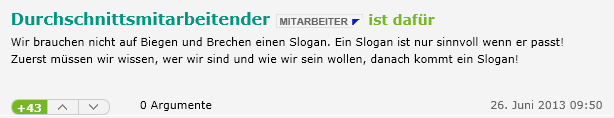 Durchschnittsmitarbeitender MITARBEITER ist dafür
Wir brauchen nicht auf Biegen und Brechen einen Slogan. Ein Slogan ist nur sinnvoll wenn er passt!
Zuerst müssen wir wissen, wer wir sind und wie wir sein wollen, danach kommt ein Slogan!
+43 0 Argumente 26. Juni 2013 09:50